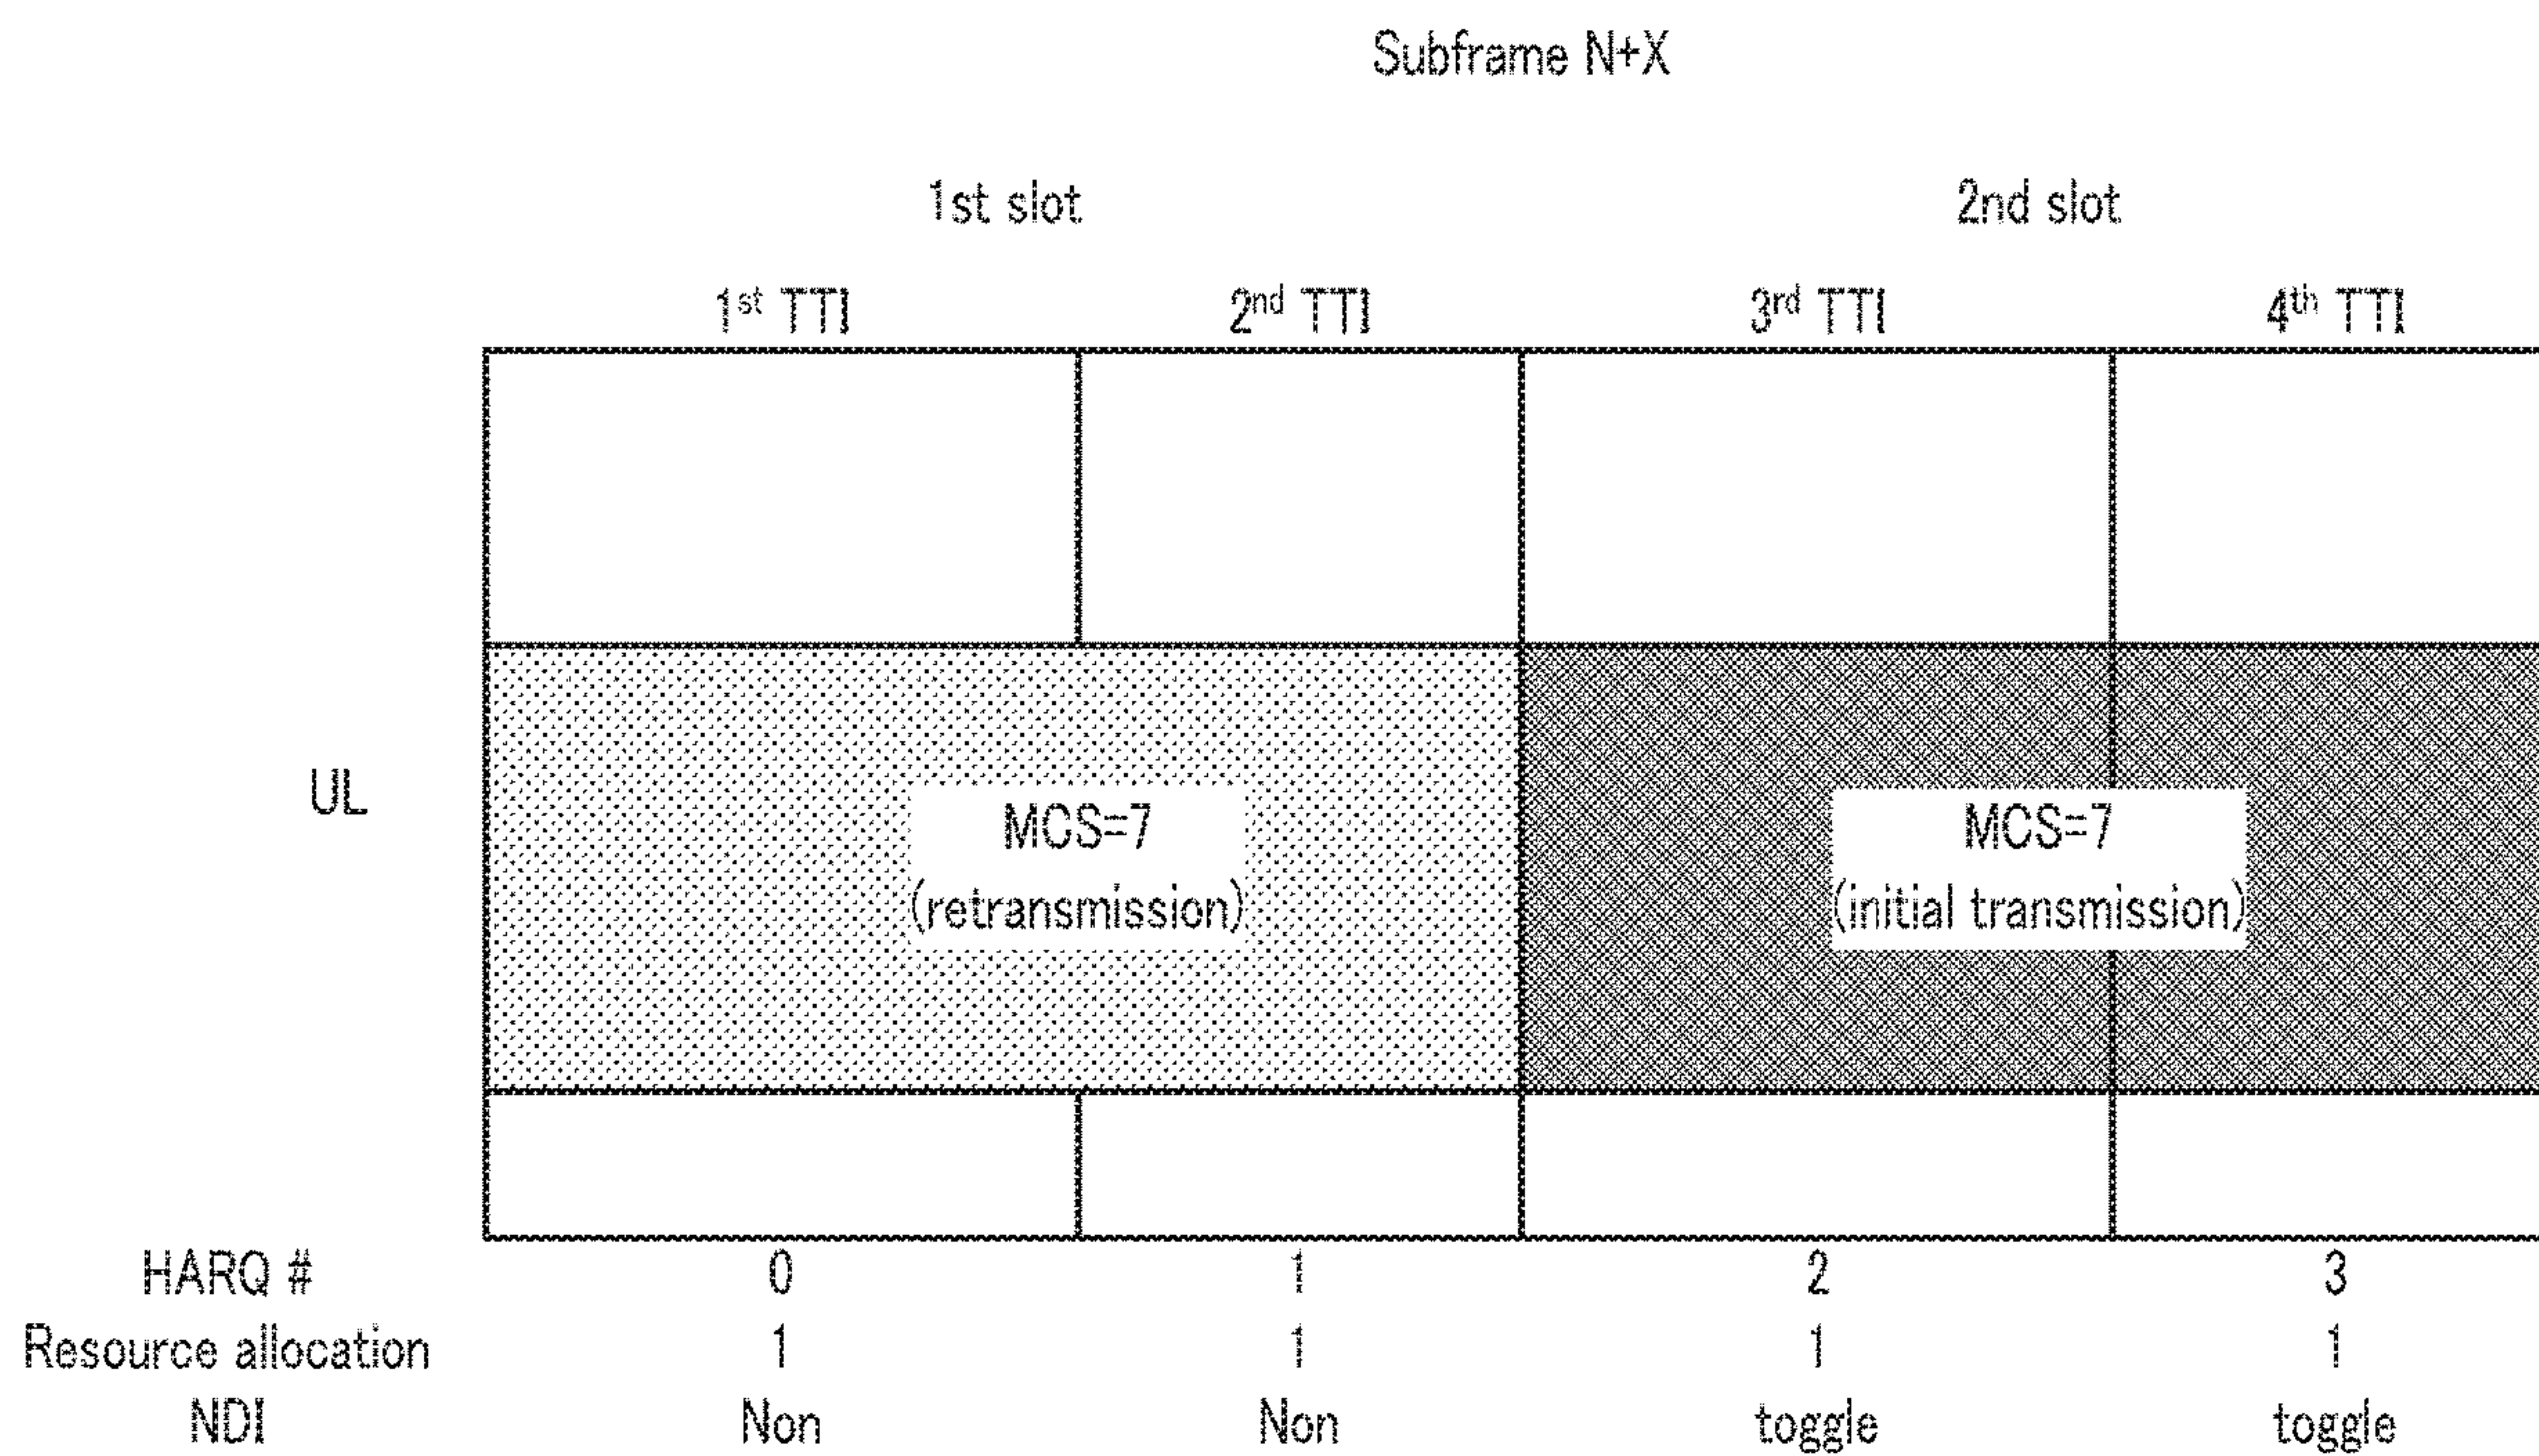 Subframe N+X
1st slot 2nd slot
1st TTI 2nd TTI 3rd TTI 4th TTI
UL
MCS=7
(retransmission)
MCS=7
(initial transmission)
HARQ # 0 1 2 3
Resource allocation 1 1 1 1
NDI Non Non toggle toggle